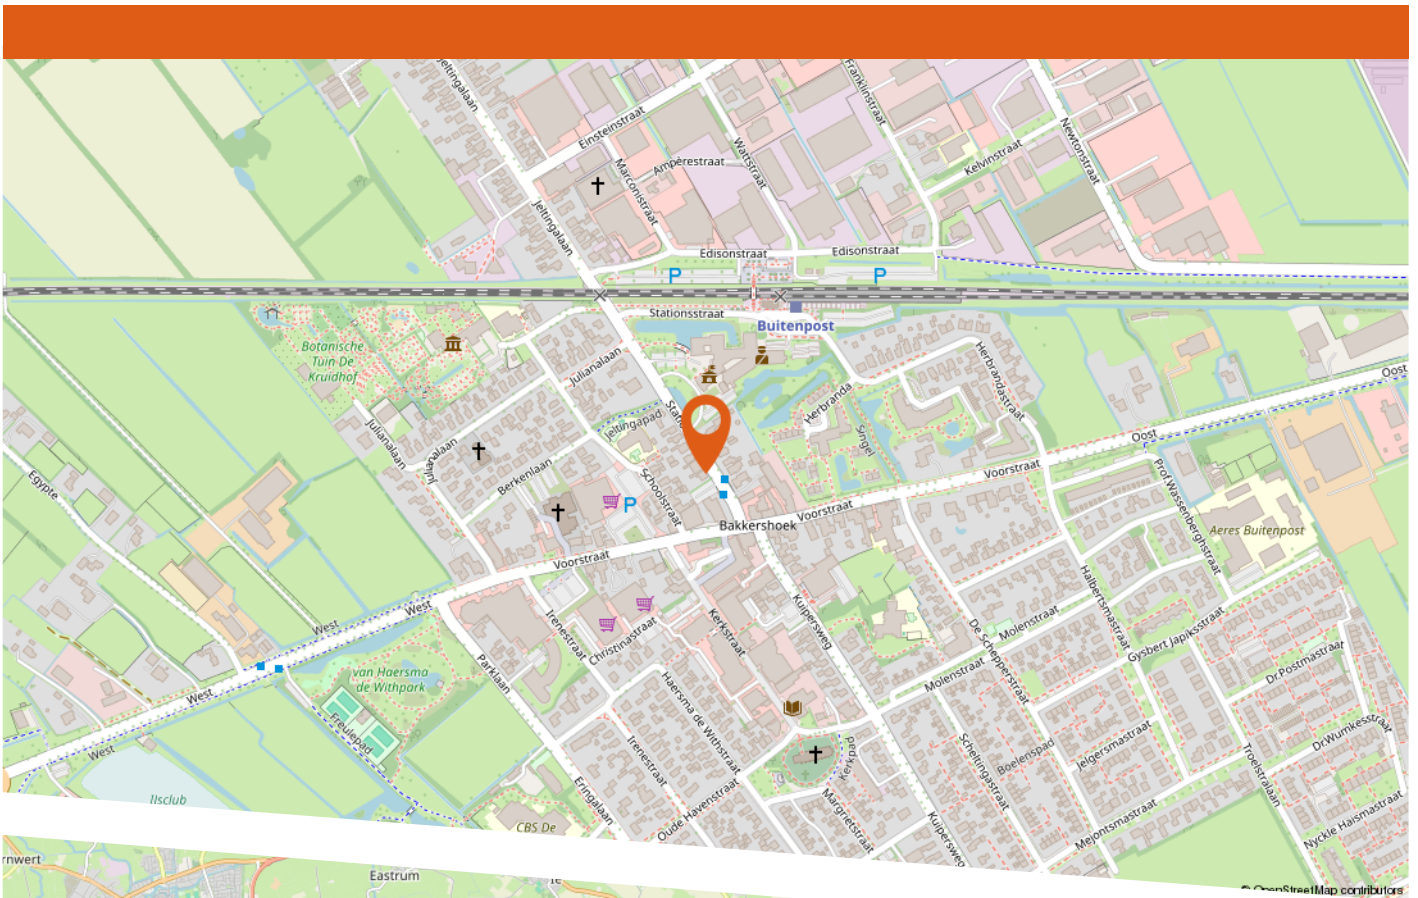 Jeltingalaan
Franklinstraat
Einsteinstraat
Newtonstraat
Wattstraat
Kelvinstraat
Ampèrestraat
Marconistraat
Jeltingalaan
Edisonstraat
Edisonstraat
P
P
Stationsstraat
Buitenpost
Botanische
Tuin De
Kruidhof
Julianalaan
Herbrandastraat
Oost
Herbranda
Jeltingapad
Julianalaan
Julianalaan
Singel
Oost
Berkenlaan
Voorstraat
Egypte
Schoolstraat
P
Voorstraat
Prof.Wassenberghstraat
Bakkershoek
Aeres Buitenpost
Voorstraat
West
West
Irenestraat
Christinastraat
Kerkstraat
Kuipersweg
De Schepperstraat
Molenstraat
Halbertsmastraat
Gysbert Japiksstraat
Parklaan
van Haersma
de Withpark
Molenstraat
Dr.Postmastraat
West
Haersma de Withstraat
Freulepad
West
Irenestraat
Kerkpad
Scheltingastraat
Boelenspad
Jelgersmastraat
Dr.Wumkesstraat
Troelstralaan
IJsclub
Eringalaan
Oude Havenstraat
Margrietstraat
Kuipersweg
Mejontsmastraat
Nyckle Haismastraat
CBS De
rnwert
Eastrum
© OpenStreetMap contributors